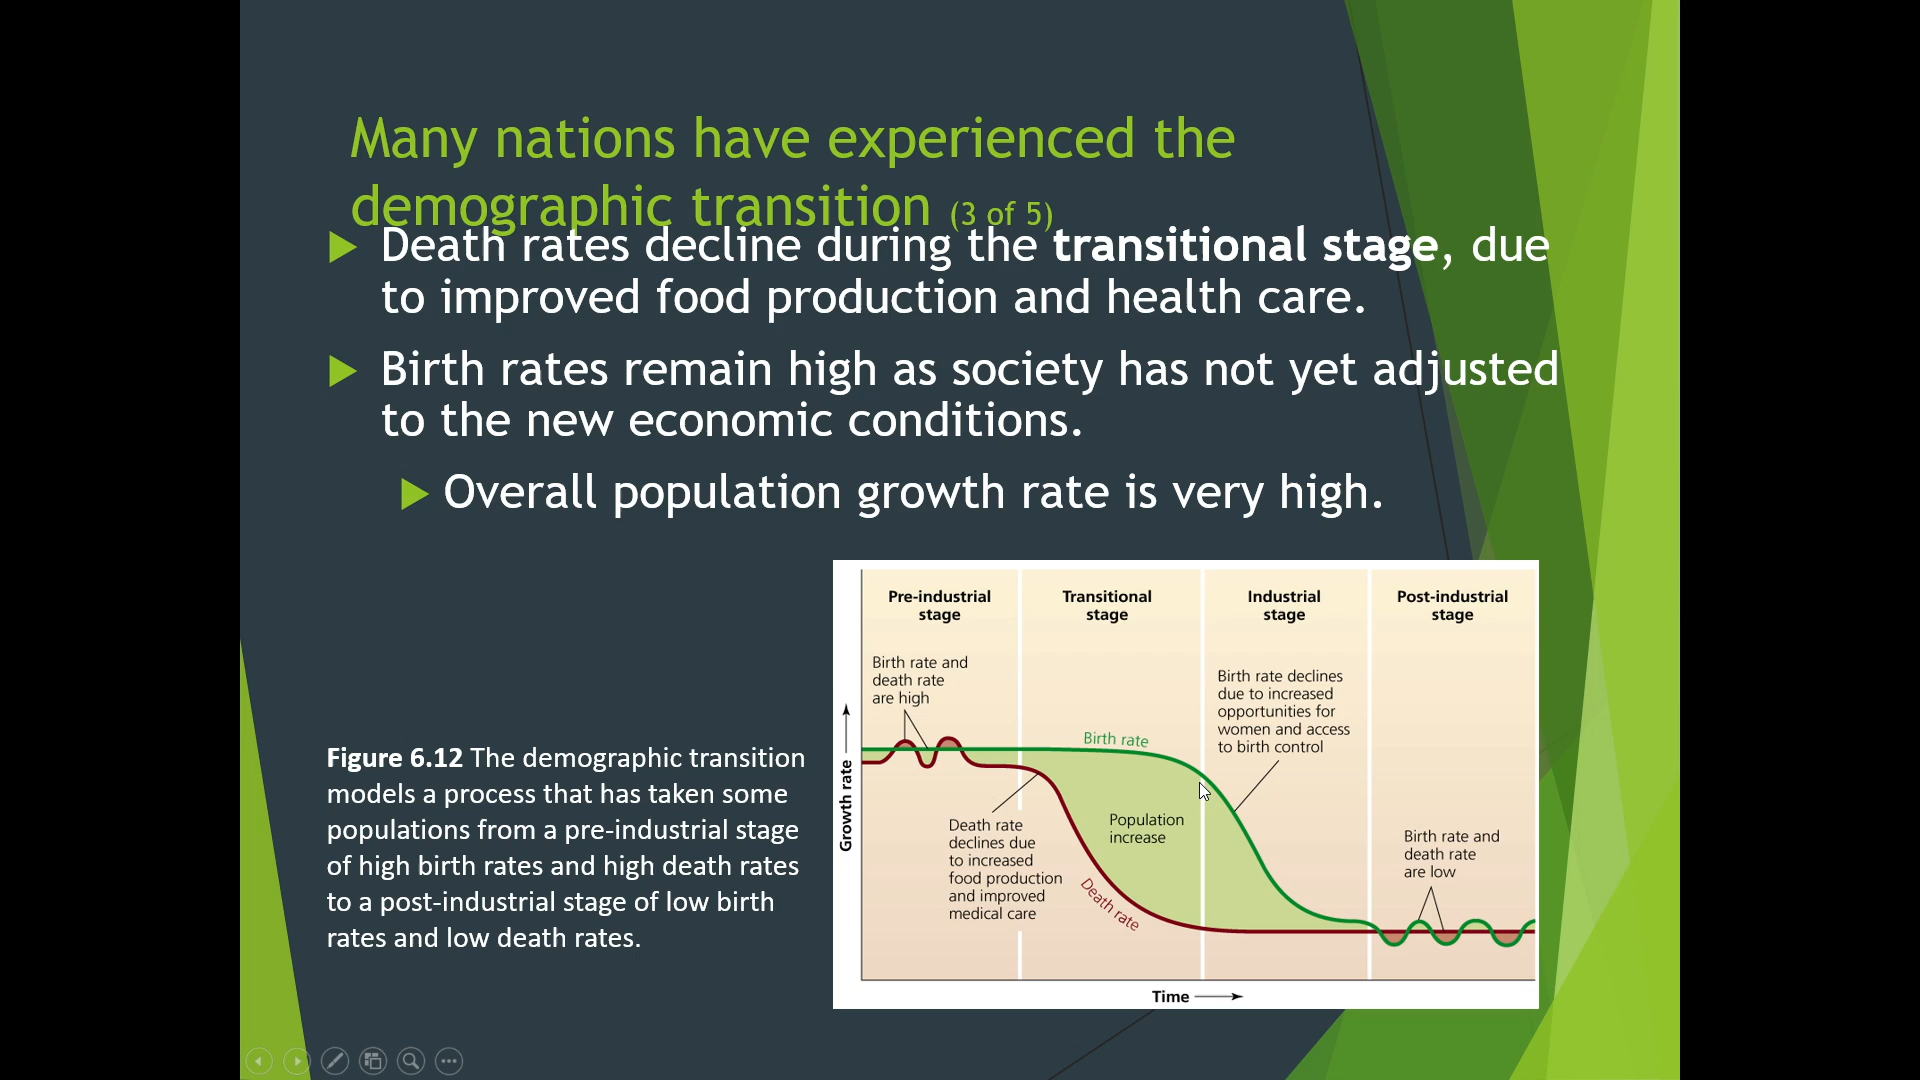 Many nations have experienced the
demographic transition (3 of 5)
Death rates decline during the transitional stage, due
to improved food production and health care.
Birth rates remain high as society has not yet adjusted
to the new economic conditions.
Overall population growth rate is very high.
Figure 6.12 The demographic transition
models a process that has taken some
populations from a pre-industrial stage
of high birth rates and high death rates
to a post-industrial stage of low birth
rates and low death rates.
Pre-industrial
stage
Transitional
stage
Industrial
stage
Post-industrial
stage
Birth rate and
death rate
are high
Birth rate
Birth rate declines
due to increased
opportunities for
women and access
to birth control
Growth rate
Death rate
declines due
to increased
food production
and improved
medical care
Population
increase
Death rate
Birth rate and
death rate
are low
Time